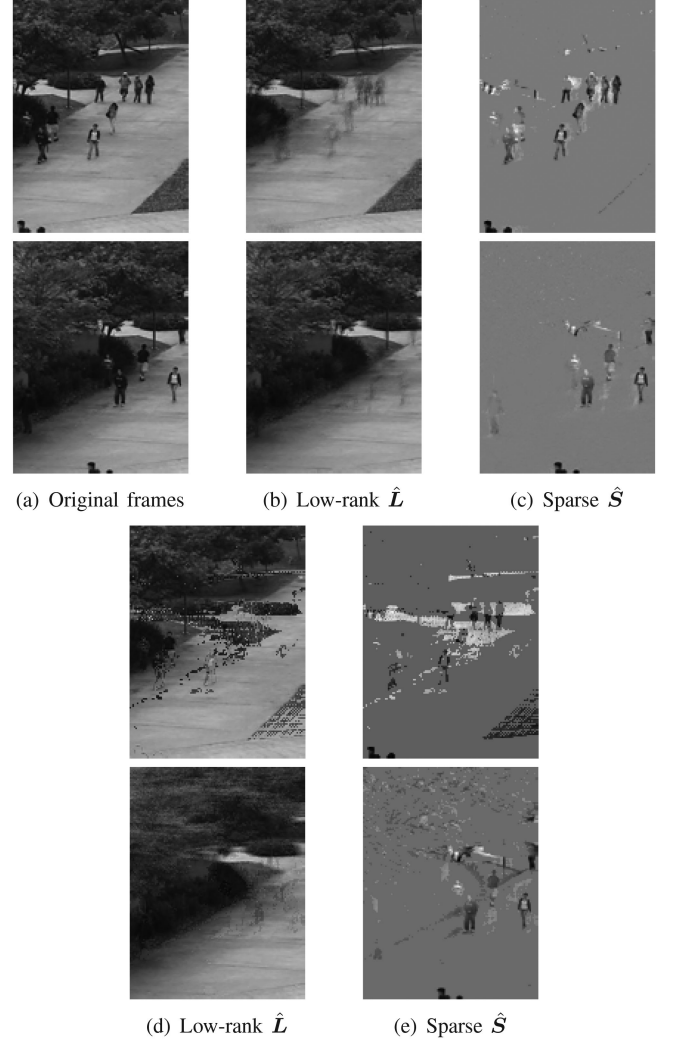 (a) Original frames
(b) Low-rank L̂
(c) Sparse Ŝ
(d) Low-rank L̂
(e) Sparse Ŝ